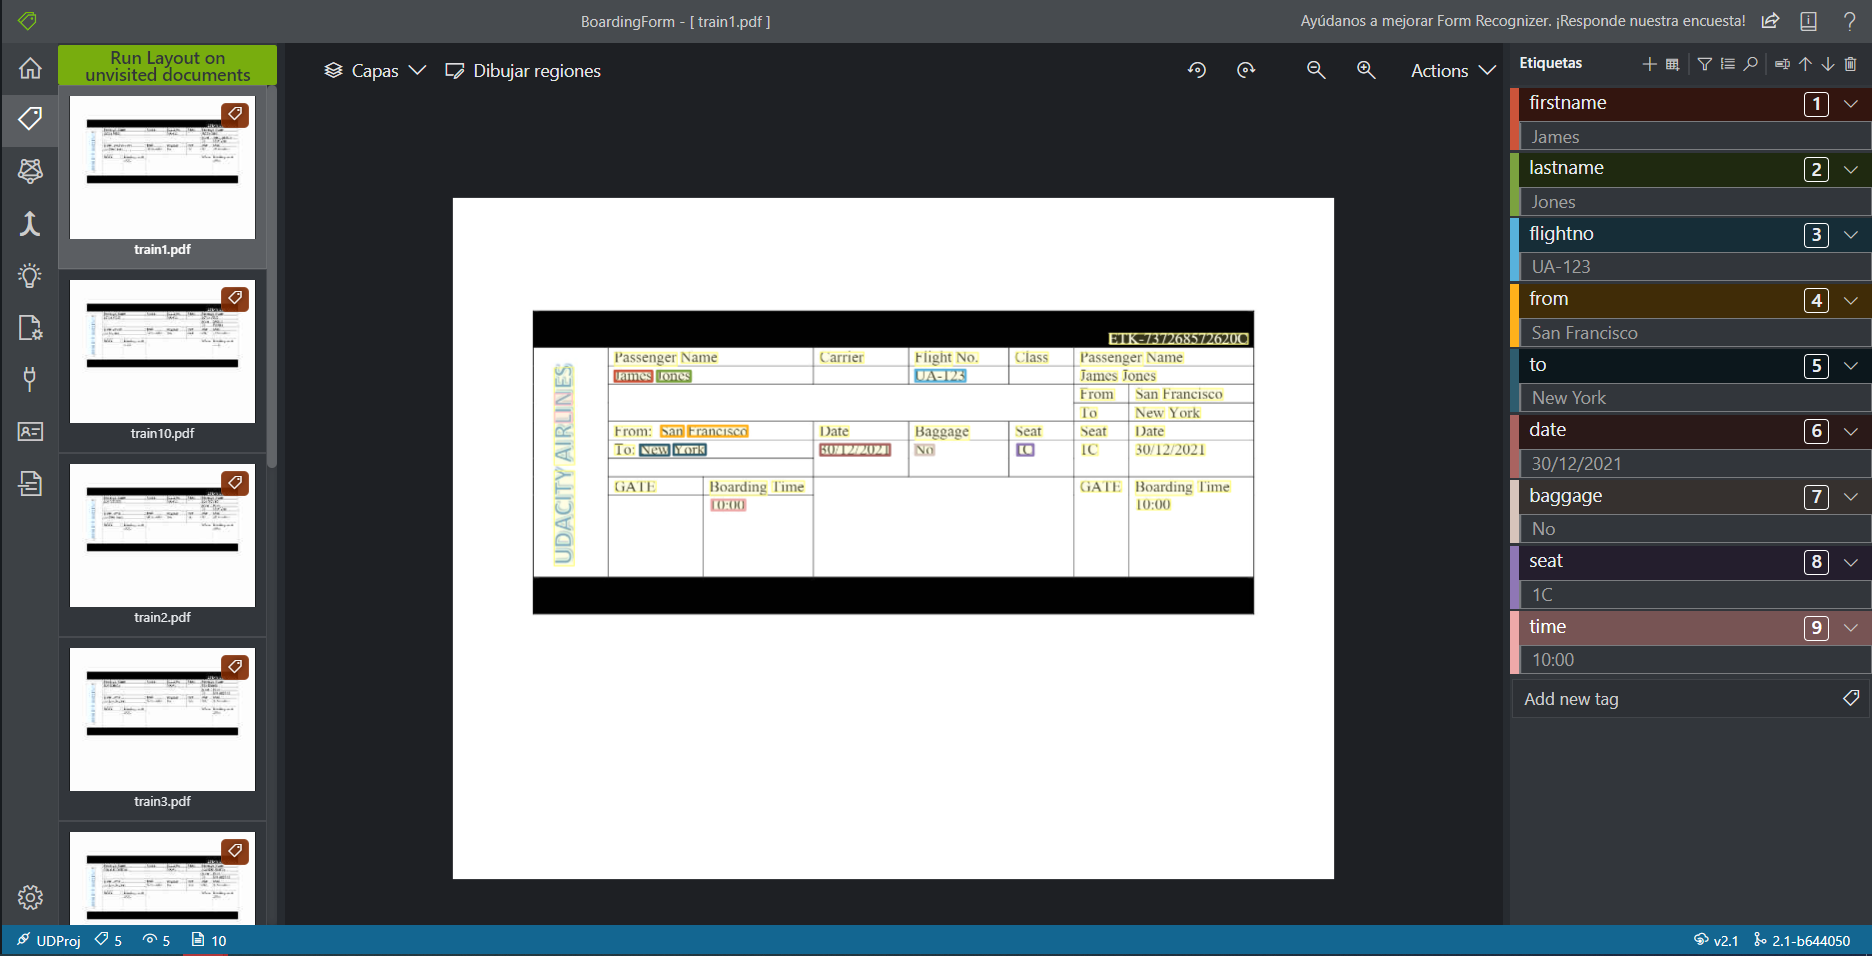 BoardingForm - [ train1.pdf ]
Ayúdanos a mejorar Form Recognizer. ¡Responde nuestra encuesta!
Run Layout on
unvisited documents
train1.pdf
train10.pdf
train2.pdf
train3.pdf
Capas
Dibujar regiones
Actions
ETK-737268572620C
UDACITY AIRLINES
Passenger Name Carrier Flight No. Class Passenger Name
James Jones UA-123 James Jones
From San Francisco
To New York
From: San Francisco Date Baggage Seat Seat Date
To: New York 30/12/2021 No 1C 1C 30/12/2021
GATE Boarding Time GATE Boarding Time
10:00 10:00
Etiquetas
firstname 1
James
lastname 2
Jones
flightno 3
UA-123
from 4
San Francisco
to 5
New York
date 6
30/12/2021
baggage 7
No
seat 8
1C
time 9
10:00
Add new tag
UDProj 5 5 10
v2.1 2.1-b644050